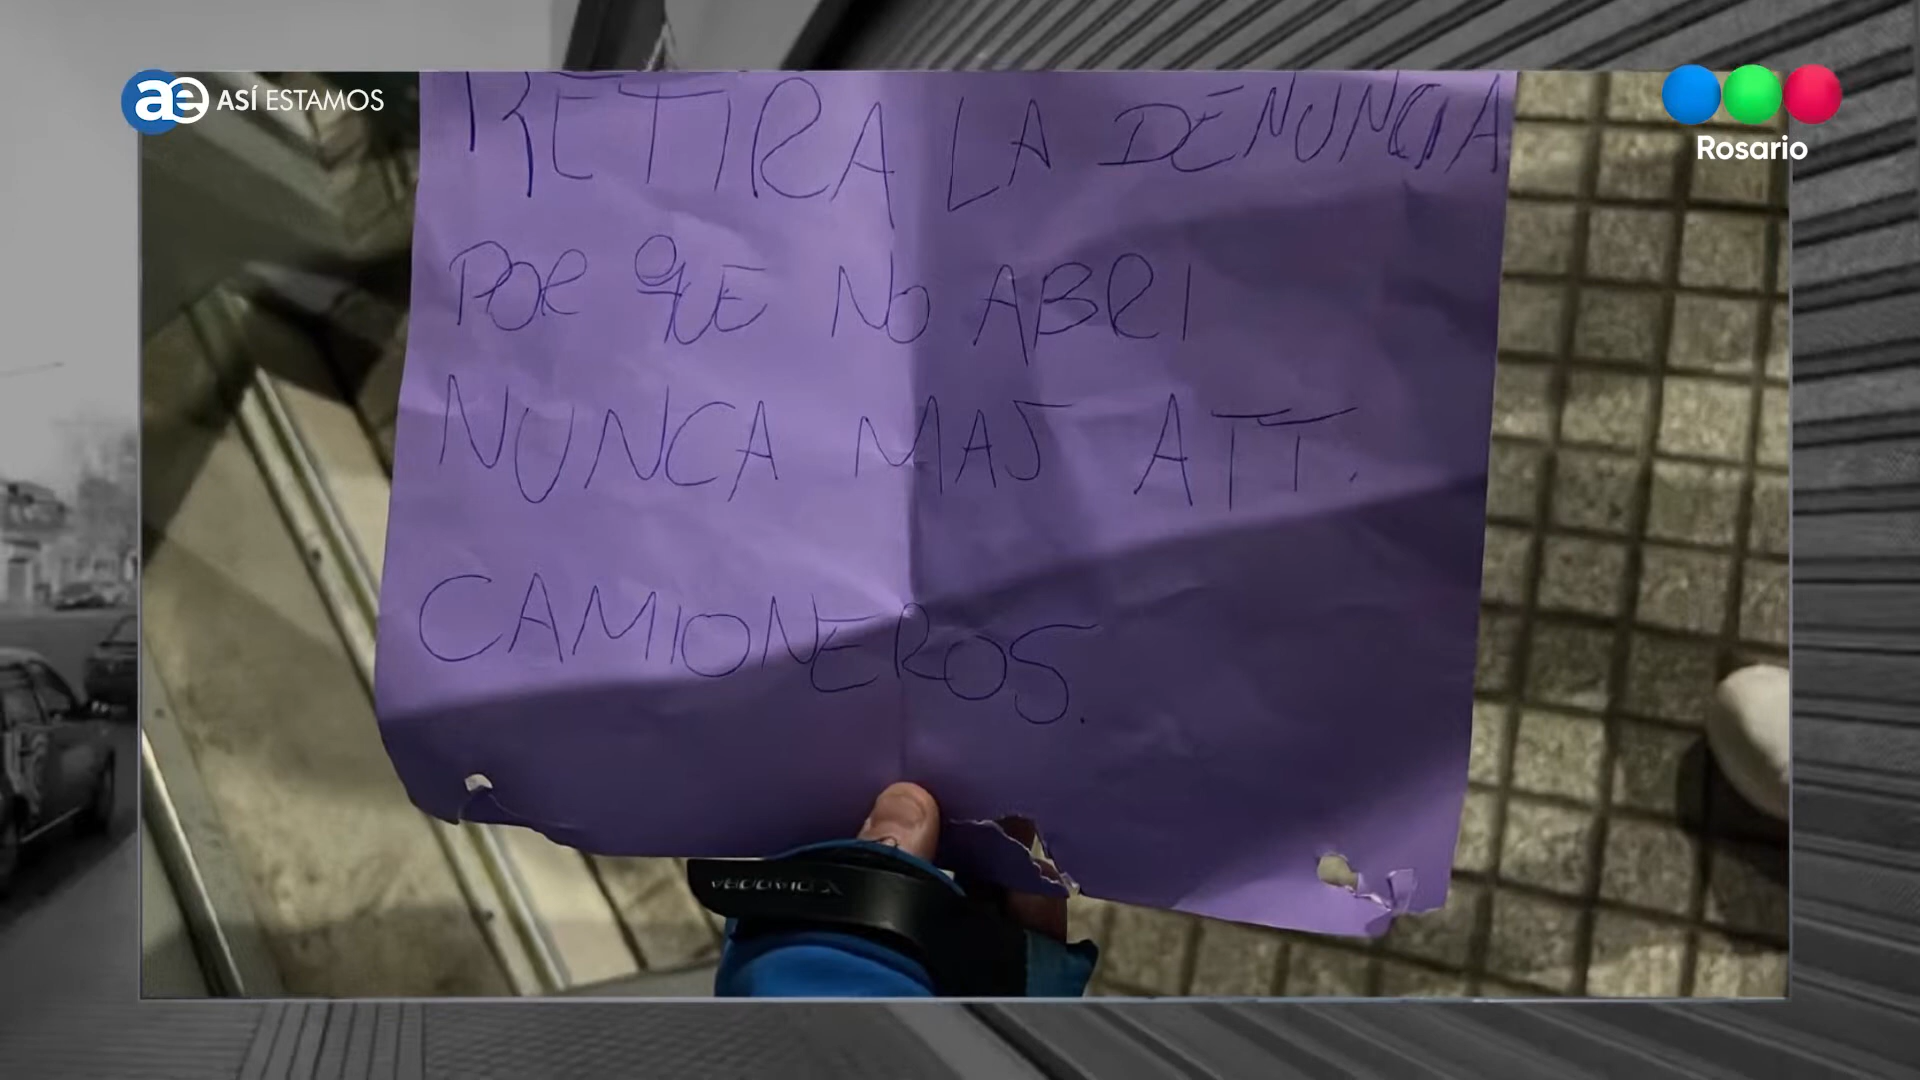 ae ASÍ ESTAMOS
Rosario
RETIRA LA DENUNCIA
POR QUE NO ABRI
NUNCA MAS ATT.
CAMIONEROS.